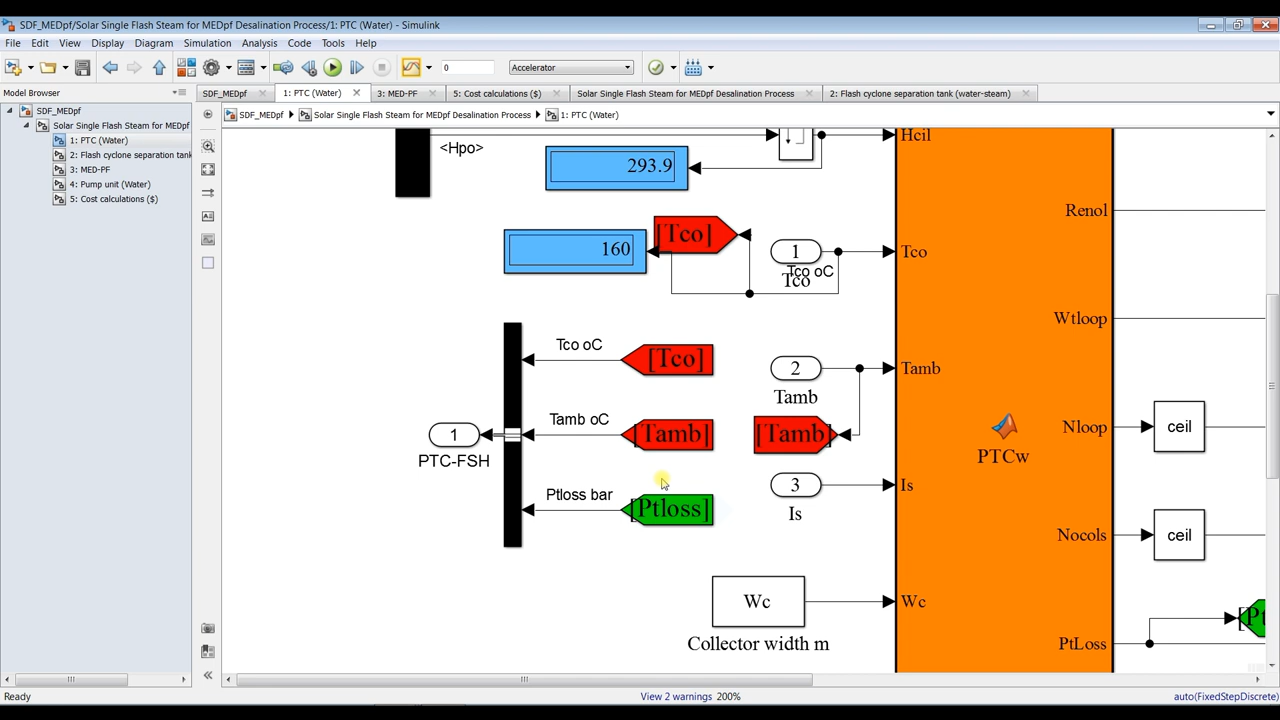 SDF_MEDpf/Solar Single Flash Steam for MEDpf Desalination Process/1: PTC (Water) - Simulink
File Edit View Display Diagram Simulation Analysis Code Tools Help
0 Accelerator
Model Browser
SDF_MEDpf 1: PTC (Water) 3: MED-PF 5: Cost calculations ($) Solar Single Flash Steam for MEDpf Desalination Process 2: Flash cyclone separation tank (water-steam)
SDF_MEDpf Solar Single Flash Steam for MEDpf Desalination Process 1: PTC (Water)
SDF_MEDpf
Solar Single Flash Steam for MEDpf
1: PTC (Water)
2: Flash cyclone separation tank
3: MED-PF
4: Pump unit (Water)
5: Cost calculations ($)
<Hpo>
293.9
Hcil
Renol
[Tco]
160
1
Tco oC
Tco
Tco
Wtloop
Tco oC
[Tco]
2
Tamb
Tamb
Tamb oC
[Tamb]
[Tamb]
1
PTC-FSH
PTCw
Nloop
ceil
Ptloss bar
[Ptloss]
3
Is
Is
Nocols
ceil
Wc
Collector width m
Wc
PtLoss
Ready
View 2 warnings 200%
auto(FixedStepDiscrete)